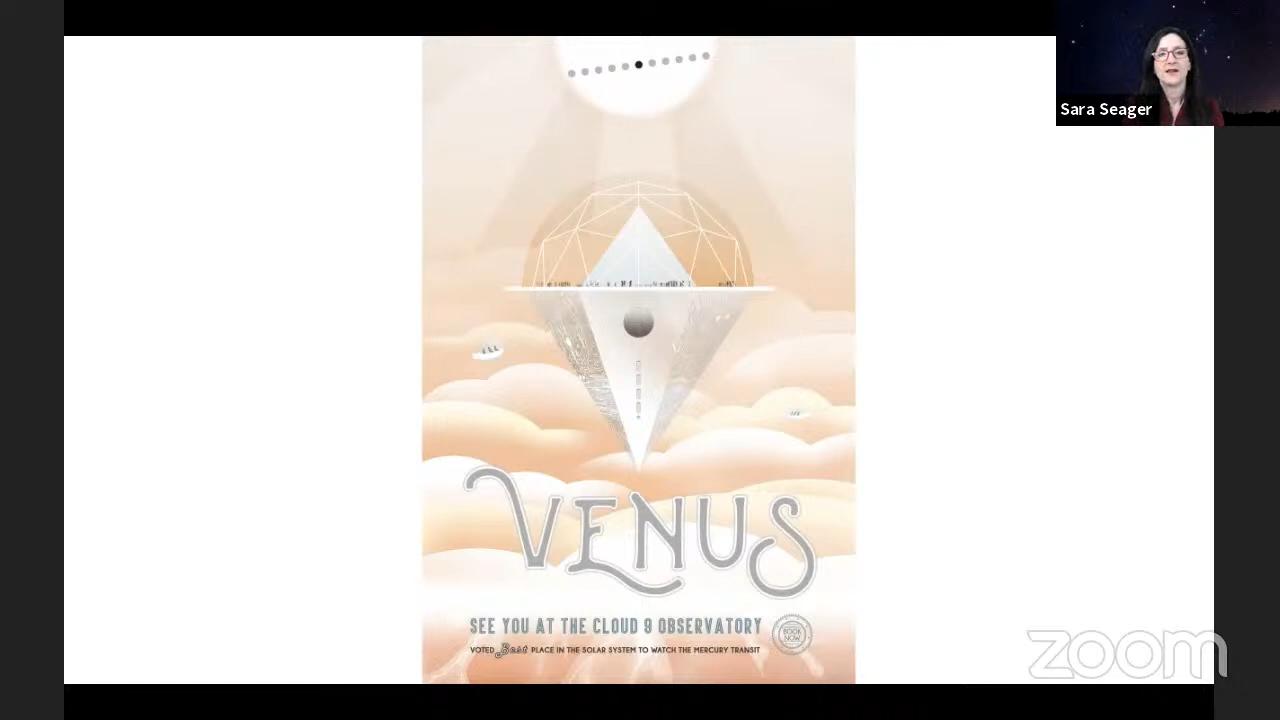 Sara Seager
VENUS
SEE YOU AT THE CLOUD 9 OBSERVATORY
BOOK
NOW
VOTED Best PLACE IN THE SOLAR SYSTEM TO WATCH THE MERCURY TRANSIT
zoom